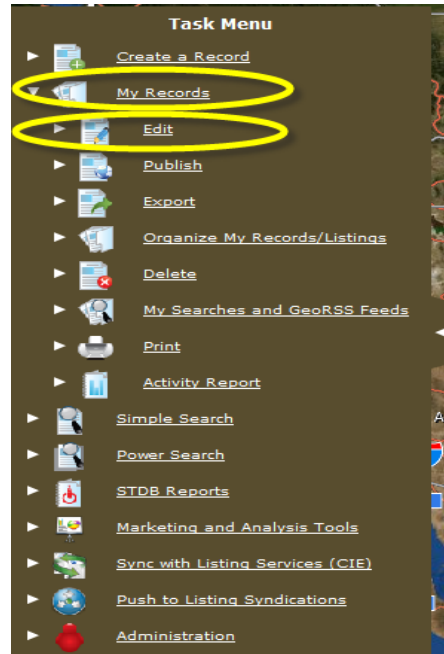 Task Menu
Create a Record
My Records
Edit
Publish
Export
Organize My Records/Listings
Delete
My Searches and GeoRSS Feeds
Print
Activity Report
Simple Search
A
Power Search
STDB Reports
Marketing and Analysis Tools
Sync with Listing Services (CIE)
Push to Listing Syndications
Administration